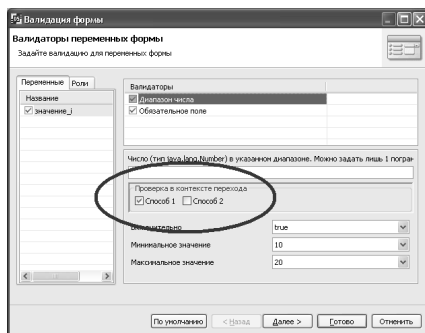 Валидация формы
Валидаторы переменных формы
Задайте валидацию для переменных формы
Переменные Роли
Название
значение_i
Валидаторы
Диапазон числа
Обязательное поле
Число (тип java.lang.Number) в указанном диапазоне. Можно задать лишь 1 погран
Проверка в контексте перехода
Способ 1 Способ 2
Включительно true
Минимальное значение 10
Максимальное значение 20
По умолчанию < Назад Далее > Готово Отменить